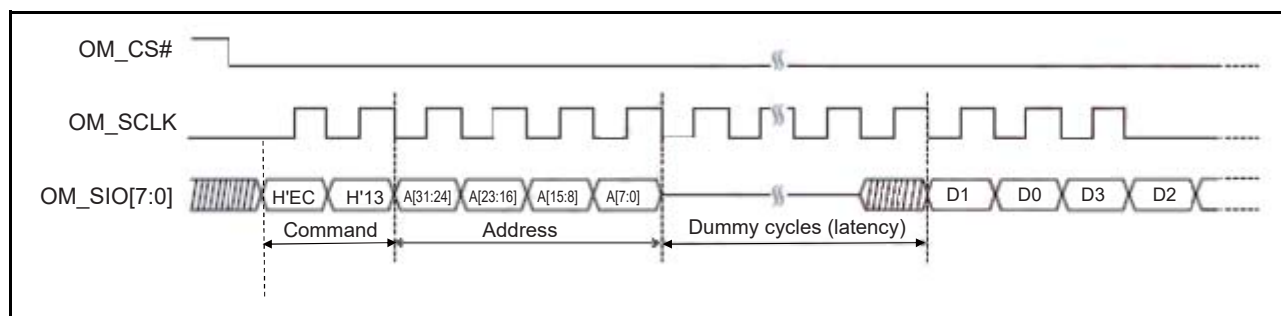 OM_CS#
OM_SCLK
OM_SIO[7:0] H'EC H'13 A[31:24] A[23:16] A[15:8] A[7:0] D1 D0 D3 D2
Command Address Dummy cycles (latency)